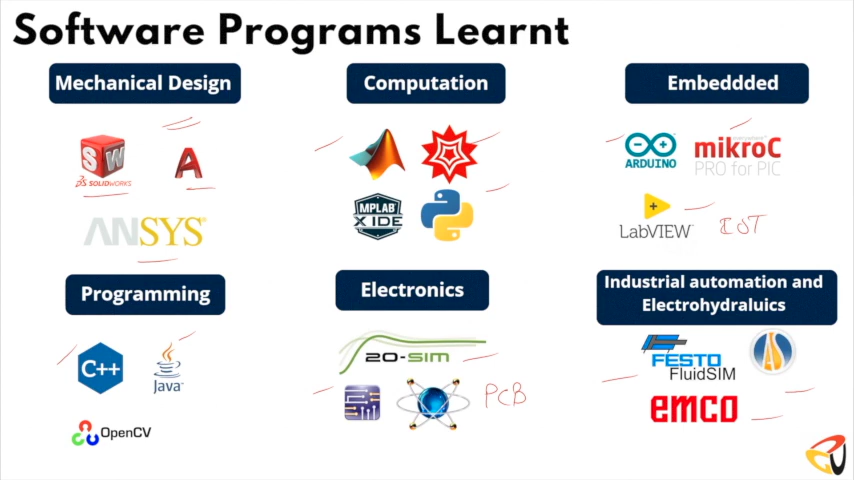 Software Programs Learnt
Mechanical Design
SW
SOLIDWORKS
A
ANSYS
Computation
MPLAB
X IDE
Embeddded
ARDUINO
mikroC
PRO for PIC
LabVIEW
IOT
Programming
C++
Java
OpenCV
Electronics
20-SIM
PCB
Industrial automation and
Electrohydraluics
FESTO
FluidSIM
emco